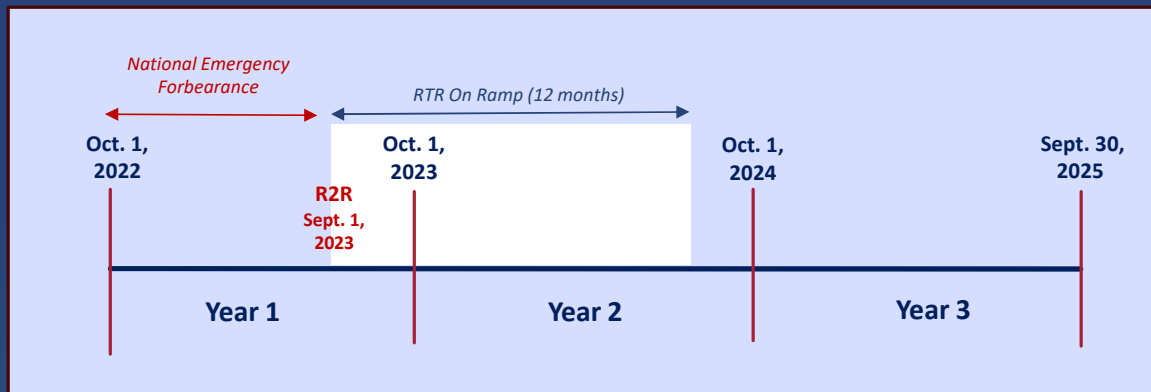 National Emergency
Forbearance
RTR On Ramp (12 months)
Oct. 1,
2022
Oct. 1,
2023
Oct. 1,
2024
Sept. 30,
2025
R2R
Sept. 1,
2023
Year 1
Year 2
Year 3